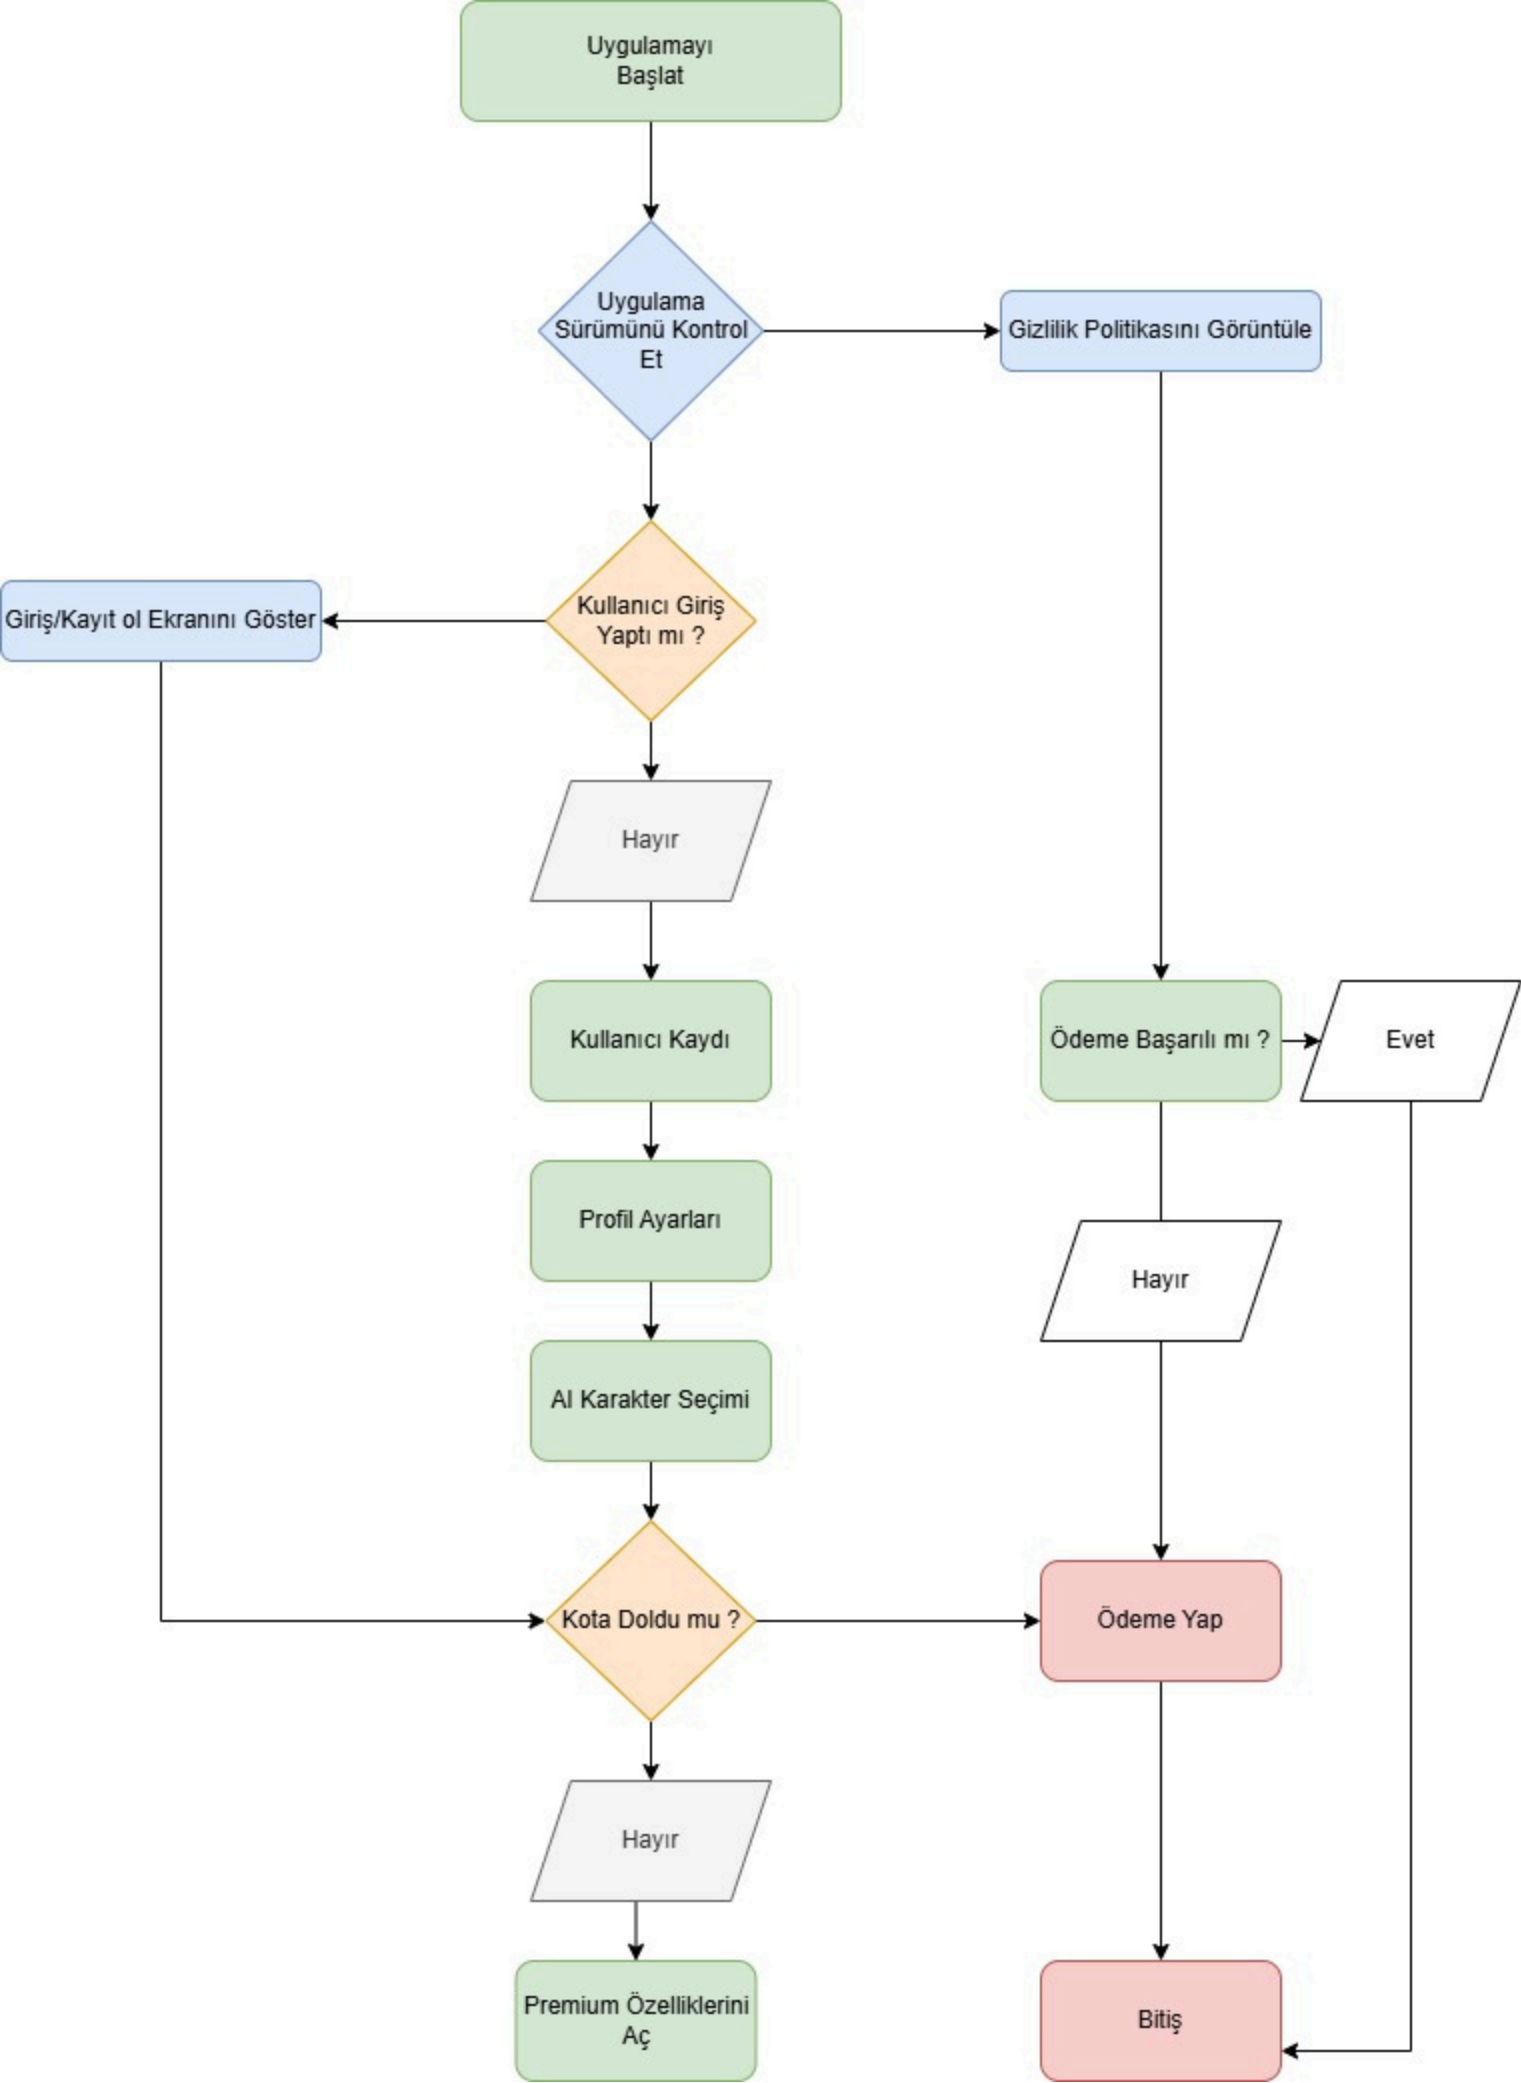 Uygulamayı
Başlat
Uygulama
Sürümünü Kontrol
Et
Gizlilik Politikasını Görüntüle
Kullanıcı Giriş
Yaptı mı ?
Giriş/Kayıt ol Ekranını Göster
Hayır
Kullanıcı Kaydı
Ödeme Başarılı mı ?
Evet
Profil Ayarları
Hayır
AI Karakter Seçimi
Kota Doldu mu ?
Ödeme Yap
Hayır
Premium Özelliklerini
Aç
Bitiş